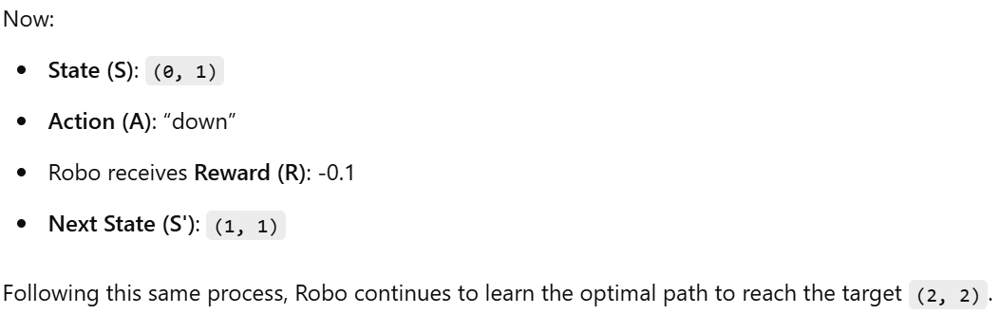 Now:
• State (S): (0, 1)
• Action (A): “down”
• Robo receives Reward (R): -0.1
• Next State (S'): (1, 1)
Following this same process, Robo continues to learn the optimal path to reach the target (2, 2).